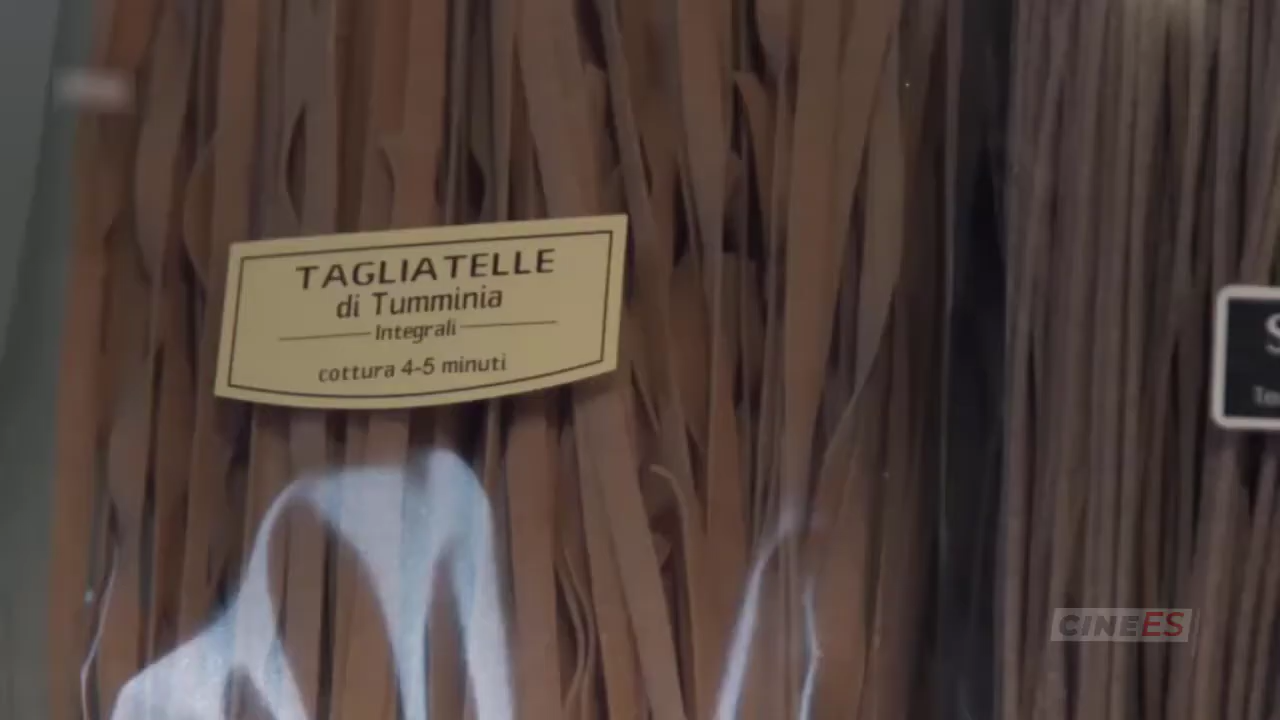 TAGLIATELLE
di Tumminia
Integrali
cottura 4-5 minuti
CINEES